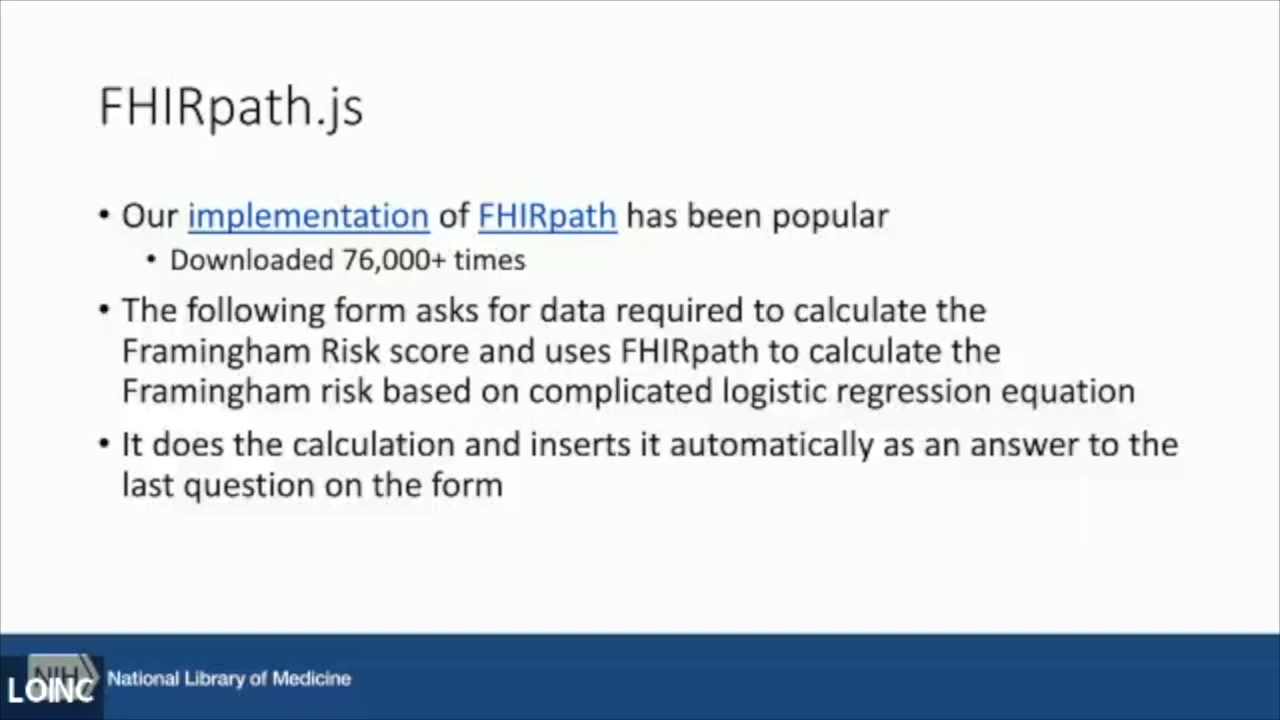 FHIRpath.js
• Our implementation of FHIRpath has been popular
• Downloaded 76,000+ times
• The following form asks for data required to calculate the
Framingham Risk score and uses FHIRpath to calculate the
Framingham risk based on complicated logistic regression equation
• It does the calculation and inserts it automatically as an answer to the
last question on the form
NIH
National Library of Medicine
LOINC